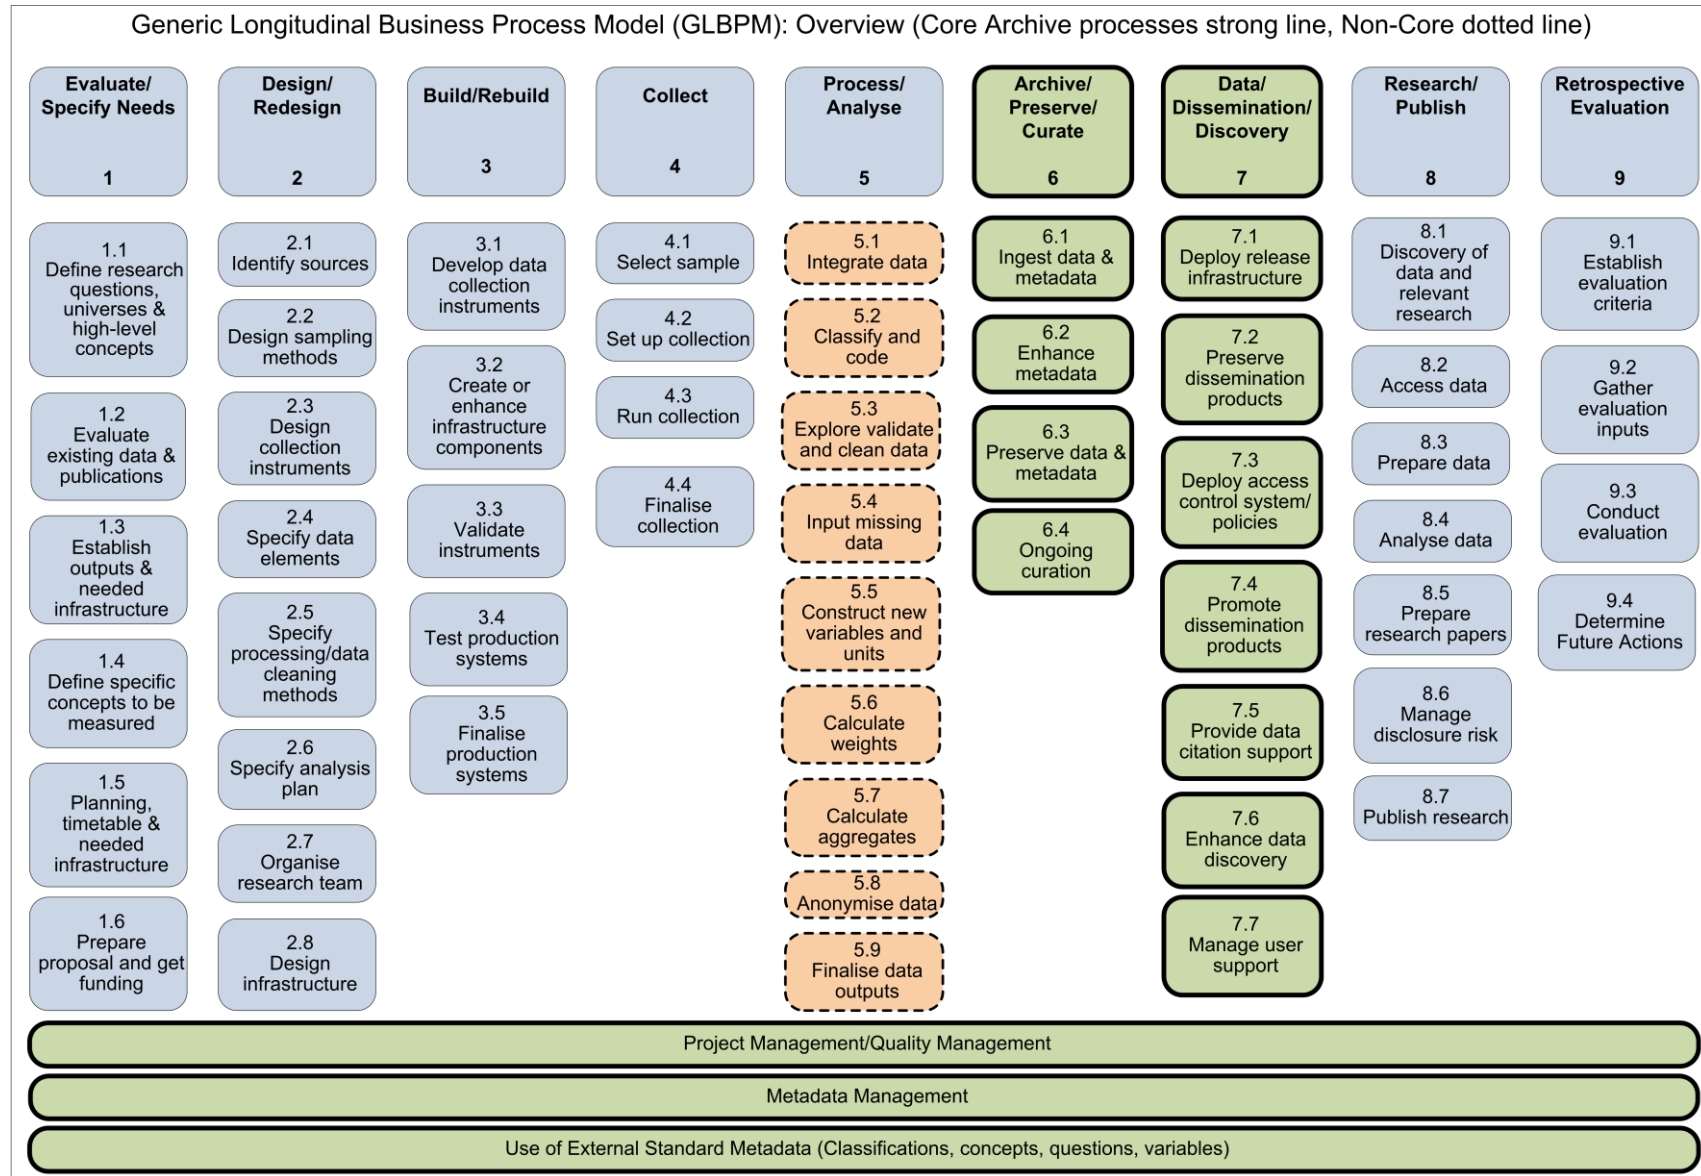 Generic Longitudinal Business Process Model (GLBPM): Overview (Core Archive processes strong line, Non-Core dotted line)
Evaluate/
Specify Needs
1
Design/
Redesign
2
Build/Rebuild
3
Collect
4
Process/
Analyse
5
Archive/
Preserve/
Curate
6
Data/
Dissemination/
Discovery
7
Research/
Publish
8
Retrospective
Evaluation
9
1.1
Define research
questions,
universes &
high-level
concepts
1.2
Evaluate
existing data &
publications
1.3
Establish
outputs &
needed
infrastructure
1.4
Define specific
concepts to be
measured
1.5
Planning,
timetable &
needed
infrastructure
1.6
Prepare
proposal and get
funding
2.1
Identify sources
2.2
Design sampling
methods
2.3
Design
collection
instruments
2.4
Specify data
elements
2.5
Specify
processing/data
cleaning
methods
2.6
Specify analysis
plan
2.7
Organise
research team
2.8
Design
infrastructure
3.1
Develop data
collection
instruments
3.2
Create or
enhance
infrastructure
components
3.3
Validate
instruments
3.4
Test production
systems
3.5
Finalise
production
systems
4.1
Select sample
4.2
Set up collection
4.3
Run collection
4.4
Finalise
collection
5.1
Integrate data
5.2
Classify and
code
5.3
Explore validate
and clean data
5.4
Input missing
data
5.5
Construct new
variables and
units
5.6
Calculate
weights
5.7
Calculate
aggregates
5.8
Anonymise data
5.9
Finalise data
outputs
6.1
Ingest data &
metadata
6.2
Enhance
metadata
6.3
Preserve data &
metadata
6.4
Ongoing
curation
7.1
Deploy release
infrastructure
7.2
Preserve
dissemination
products
7.3
Deploy access
control system/
policies
7.4
Promote
dissemination
products
7.5
Provide data
citation support
7.6
Enhance data
discovery
7.7
Manage user
support
8.1
Discovery of
data and
relevant
research
8.2
Access data
8.3
Prepare data
8.4
Analyse data
8.5
Prepare
research papers
8.6
Manage
disclosure risk
8.7
Publish research
9.1
Establish
evaluation
criteria
9.2
Gather
evaluation
inputs
9.3
Conduct
evaluation
9.4
Determine
Future Actions
Project Management/Quality Management
Metadata Management
Use of External Standard Metadata (Classifications, concepts, questions, variables)